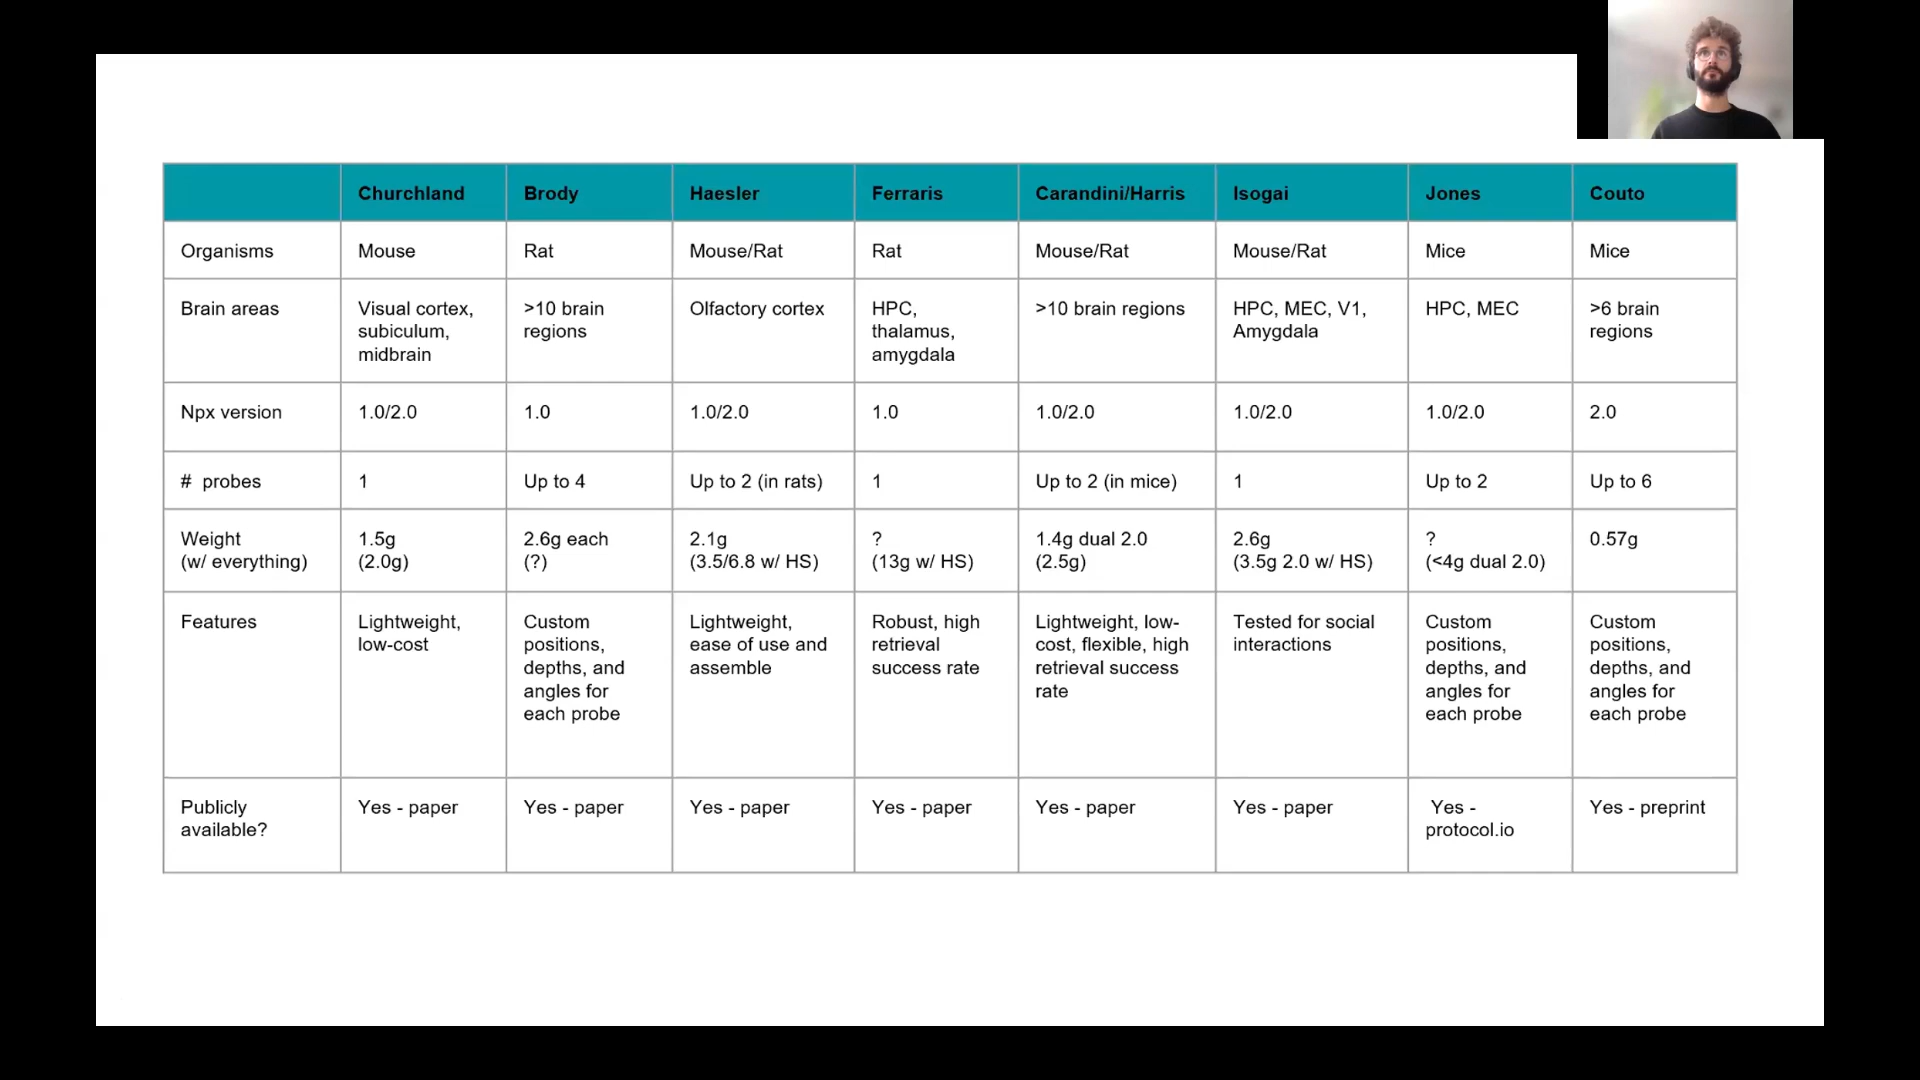 Churchland Brody Haesler Ferraris Carandini/Harris Isogai Jones Couto
Organisms Mouse Rat Mouse/Rat Rat Mouse/Rat Mouse/Rat Mice Mice
Brain areas Visual cortex, >10 brain Olfactory cortex HPC, >10 brain regions HPC, MEC, V1, HPC, MEC >6 brain
subiculum, regions thalamus, Amygdala regions
midbrain amygdala
Npx version 1.0/2.0 1.0 1.0/2.0 1.0 1.0/2.0 1.0/2.0 1.0/2.0 2.0
# probes 1 Up to 4 Up to 2 (in rats) 1 Up to 2 (in mice) 1 Up to 2 Up to 6
Weight 1.5g 2.6g each 2.1g ? 1.4g dual 2.0 2.6g ? 0.57g
(w/ everything) (2.0g) (?) (3.5/6.8 w/ HS) (13g w/ HS) (2.5g) (3.5g 2.0 w/ HS) (<4g dual 2.0)
Features Lightweight, Custom Lightweight, Robust, high Lightweight, low- Tested for social Custom Custom
low-cost positions, ease of use and retrieval cost, flexible, high interactions positions, positions,
depths, and assemble success rate retrieval success depths, and depths, and
angles for rate angles for angles for
each probe each probe each probe
Publicly Yes - paper Yes - paper Yes - paper Yes - paper Yes - paper Yes - paper Yes - Yes - preprint
available? protocol.io